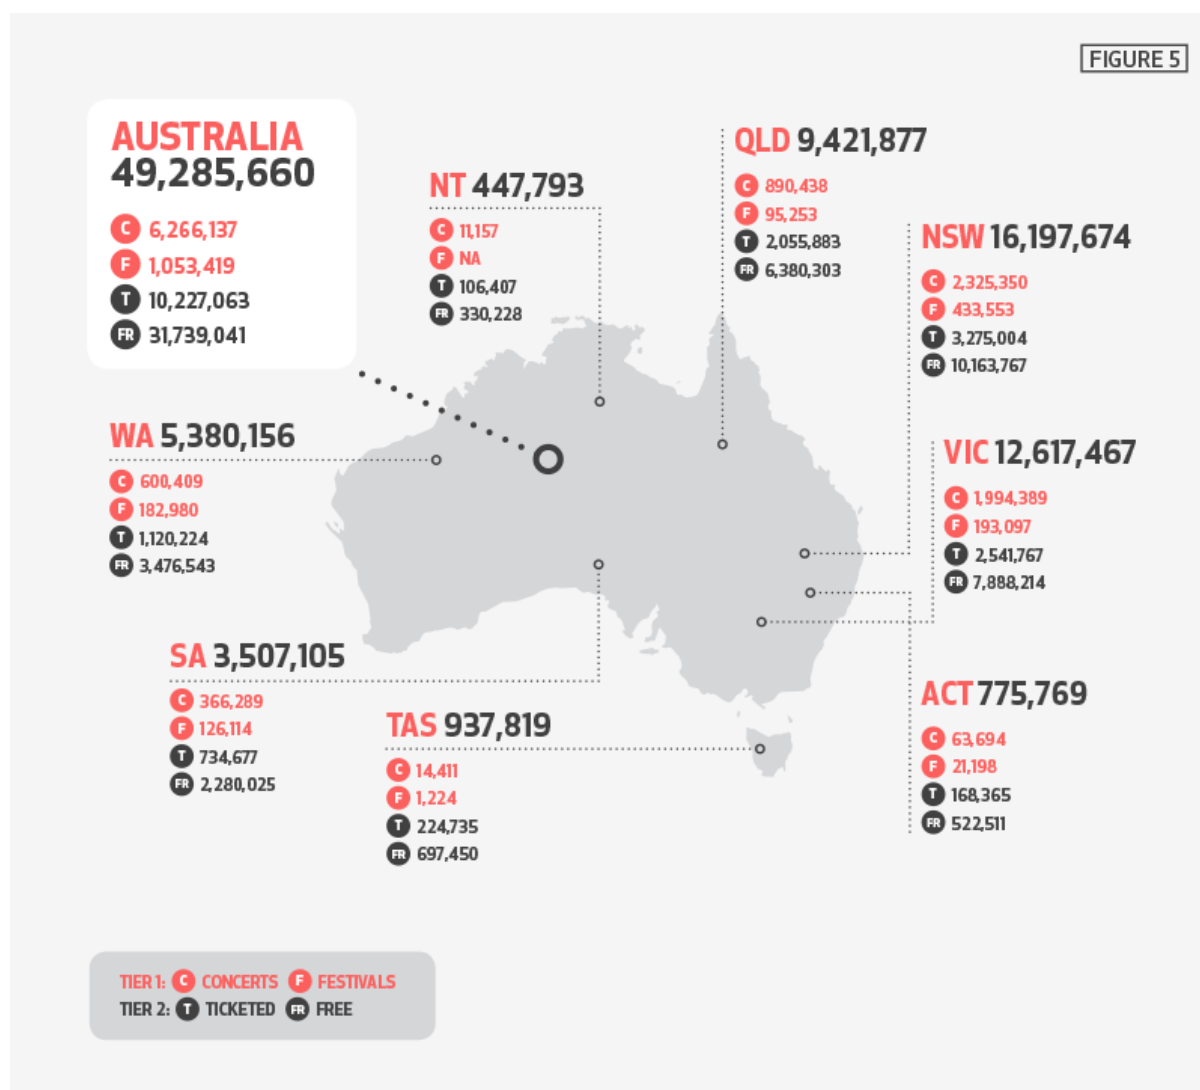 FIGURE 5
AUSTRALIA
49,285,660
C 6,266,137
F 1,053,419
T 10,227,063
FR 31,739,041
NT 447,793
C 11,157
F NA
T 106,407
FR 330,228
QLD 9,421,877
C 890,438
F 95,253
T 2,055,883
FR 6,380,303
NSW 16,197,674
C 2,325,350
F 433,553
T 3,275,004
FR 10,163,767
WA 5,380,156
C 600,409
F 182,980
T 1,120,224
FR 3,476,543
VIC 12,617,467
C 1,994,389
F 193,097
T 2,541,767
FR 7,888,214
SA 3,507,105
C 366,289
F 126,114
T 734,677
FR 2,280,025
TAS 937,819
C 14,411
F 1,224
T 224,735
FR 697,450
ACT 775,769
C 63,694
F 21,198
T 168,365
FR 522,511
TIER 1: C CONCERTS F FESTIVALS
TIER 2: T TICKETED FR FREE